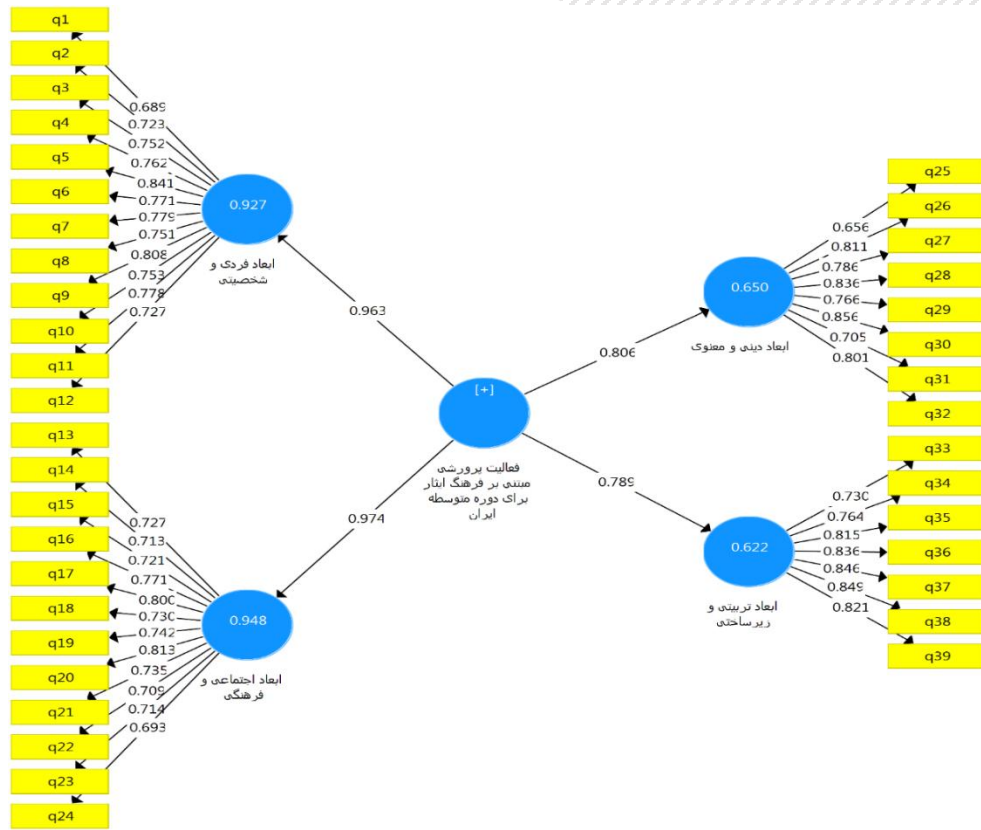 q1
q2
q3
q4
q5
q6
q7
q8
q9
q10
q11
q12
0.689
0.723
0.752
0.762
0.841
0.771
0.779
0.751
0.808
0.753
0.778
0.727
0.927
ابعاد فردی و
شخصیتی
0.963
q13
q14
q15
q16
q17
q18
q19
q20
q21
q22
q23
q24
0.727
0.713
0.721
0.771
0.800
0.730
0.742
0.813
0.735
0.709
0.714
0.693
0.948
ابعاد اجتماعی و
فرهنگی
0.974
[+]
فعالیت پرورشی
مبتنی بر فرهنگ ایثار
برای دوره متوسطه
ایران
0.806
0.650
ابعاد دینی و معنوی
0.656
0.811
0.786
0.836
0.766
0.856
0.705
0.801
q25
q26
q27
q28
q29
q30
q31
q32
0.789
0.622
ابعاد تربیتی و
زیرساختی
0.730
0.764
0.815
0.836
0.846
0.849
0.821
q33
q34
q35
q36
q37
q38
q39